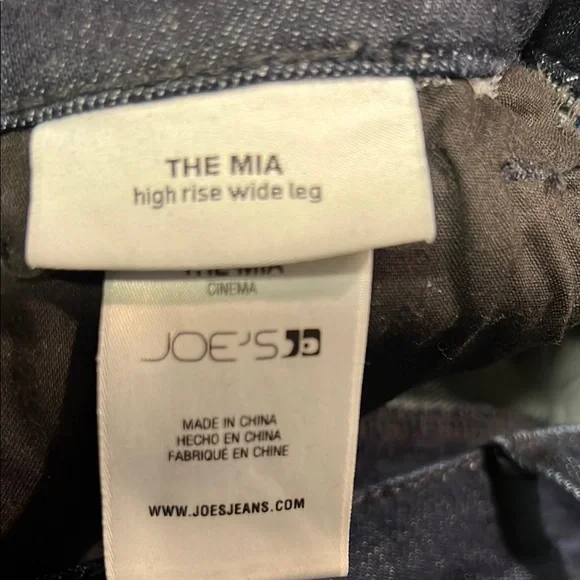 THE MIA
high rise wide leg
THE MIA
CINEMA
JOE'S
MADE IN CHINA
HECHO EN CHINA
FABRIQUÉ EN CHINE
WWW.JOESJEANS.COM